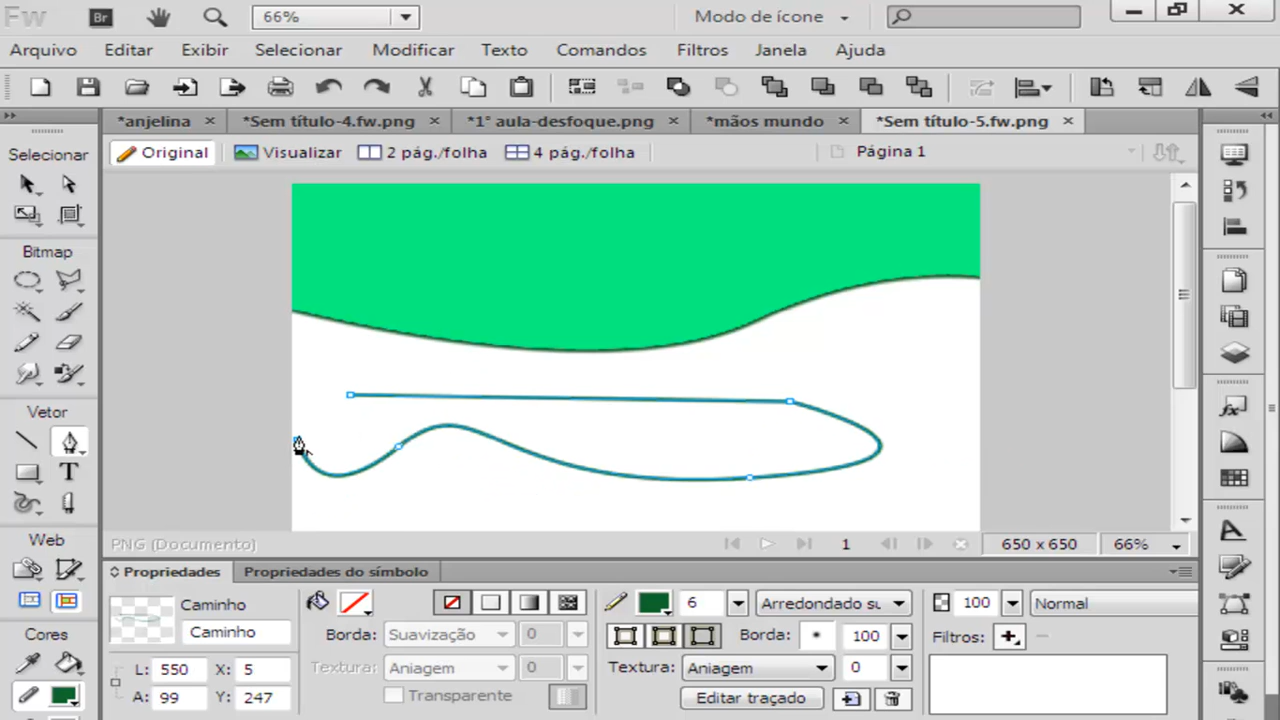 Fw Br 66% Modo de ícone
Arquivo Editar Exibir Selecionar Modificar Texto Comandos Filtros Janela Ajuda
*anjelina × *Sem título-4.fw.png × *1° aula-desfoque.png × *mãos mundo × *Sem título-5.fw.png ×
Original Visualizar 2 pág./folha 4 pág./folha Página 1
Selecionar
Bitmap
Vetor
T
Web
Cores
PNG (Documento) 1 650 x 650 66%
Propriedades Propriedades do símbolo
Caminho
Caminho
L: 550 X: 5
A: 99 Y: 247
Borda: Suavização 0
Textura: Aniagem 0
Transparente
6 Arredondado su
Borda: 100
Textura: Aniagem 0
Editar traçado
100 Normal
Filtros:
fx
A